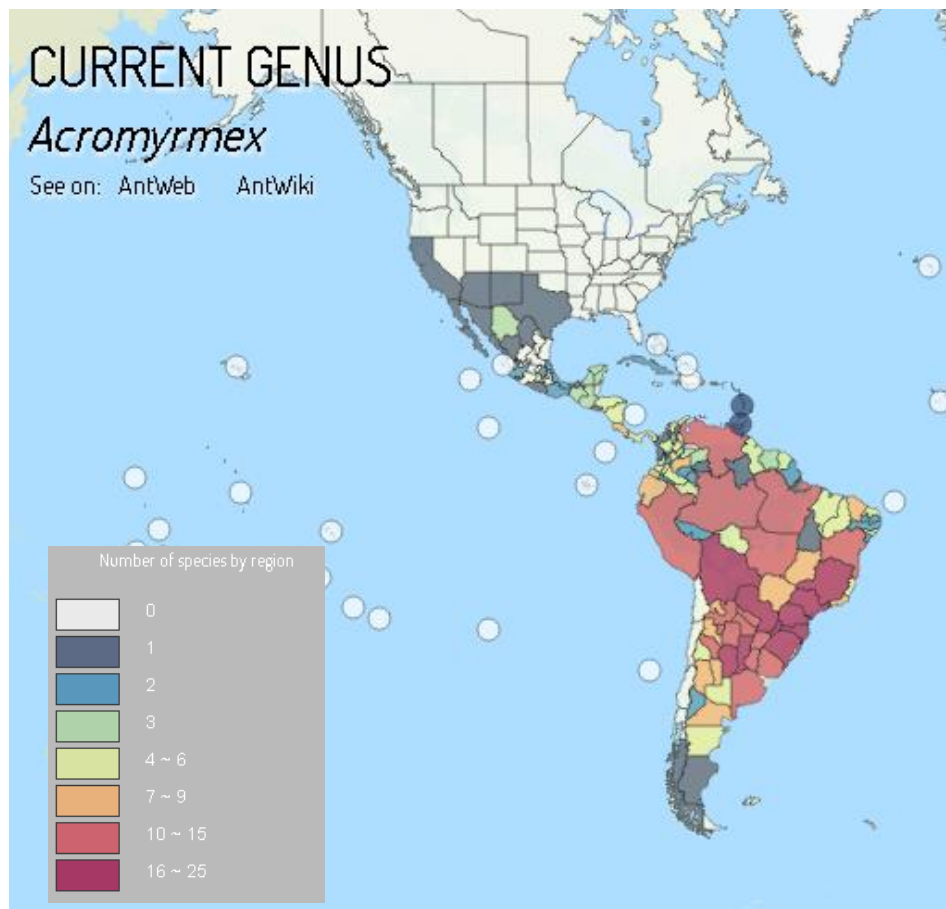 CURRENT GENUS
Acromyrmex
See on: AntWeb AntWiki
Number of species by region
0
1
2
3
4 ~ 6
7 ~ 9
10 ~ 15
16 ~ 25